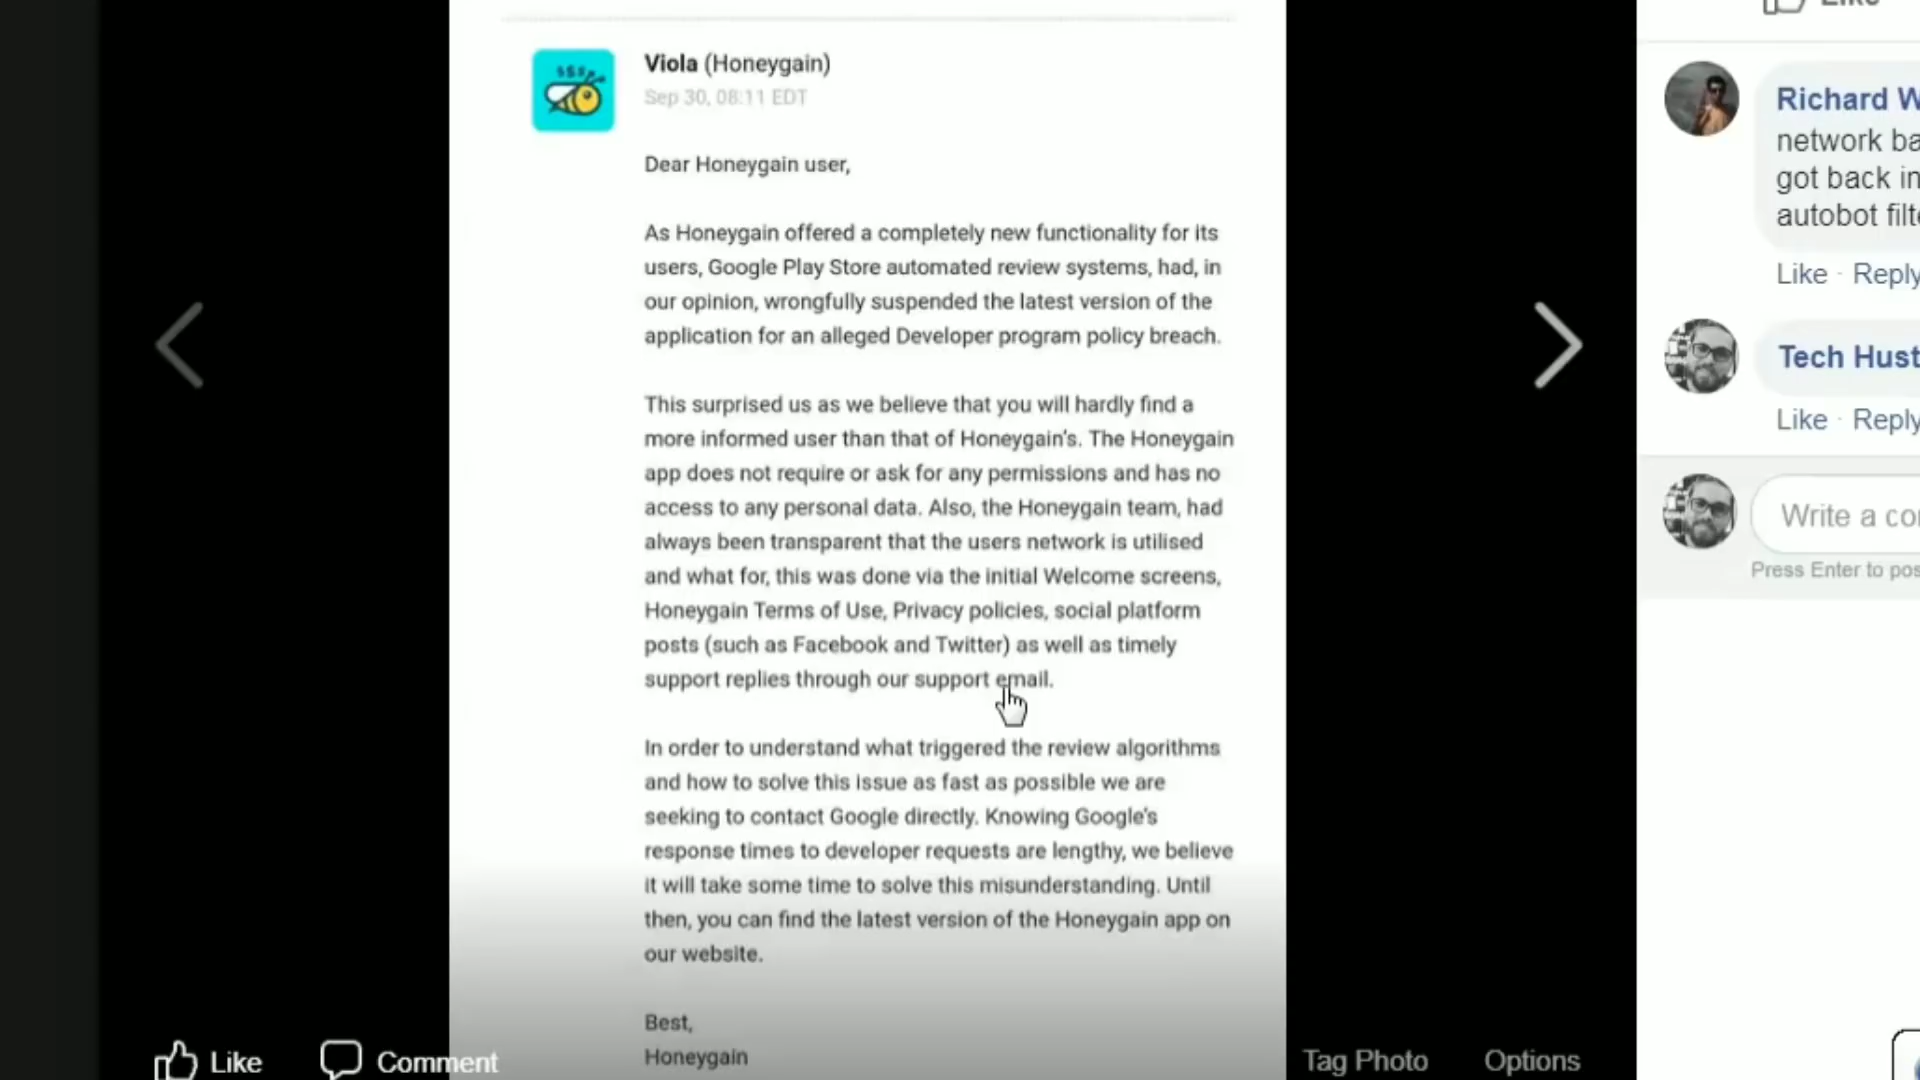 Viola (Honeygain)
Sep 30, 08:11 EDT
Dear Honeygain user,
As Honeygain offered a completely new functionality for its
users, Google Play Store automated review systems, had, in
our opinion, wrongfully suspended the latest version of the
application for an alleged Developer program policy breach.
This surprised us as we believe that you will hardly find a
more informed user than that of Honeygain's. The Honeygain
app does not require or ask for any permissions and has no
access to any personal data. Also, the Honeygain team, had
always been transparent that the users network is utilised
and what for, this was done via the initial Welcome screens,
Honeygain Terms of Use, Privacy policies, social platform
posts (such as Facebook and Twitter) as well as timely
support replies through our support email.
In order to understand what triggered the review algorithms
and how to solve this issue as fast as possible we are
seeking to contact Google directly. Knowing Google's
response times to developer requests are lengthy, we believe
it will take some time to solve this misunderstanding. Until
then, you can find the latest version of the Honeygain app on
our website.
Best,
Honeygain
Like
Comment
Tag Photo
Options
Like
Richard W
network ba
got back in
autobot filt
Like · Reply
Tech Hust
Like · Reply
Write a co
Press Enter to pos